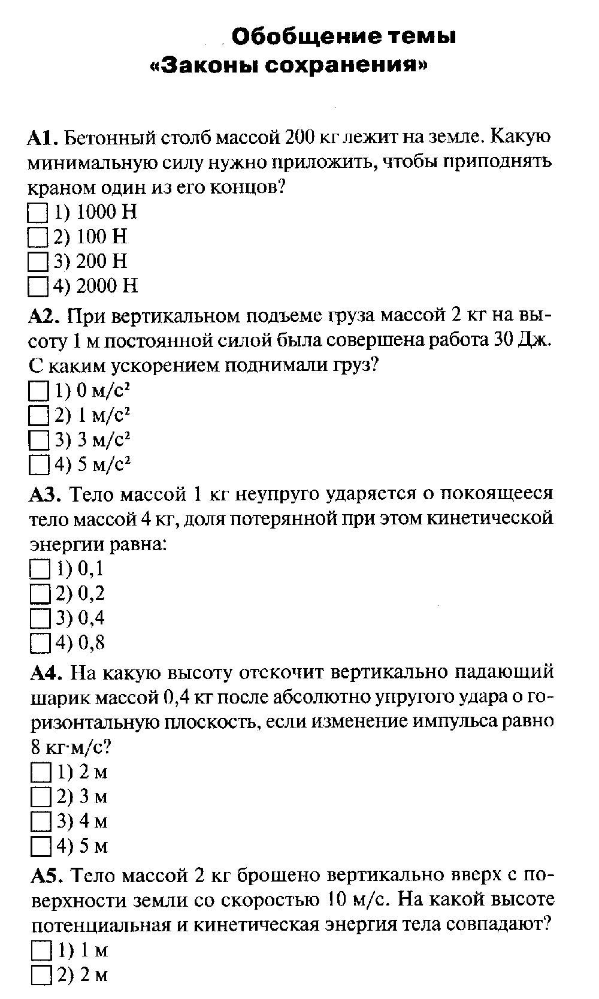 Обобщение темы
«Законы сохранения»
А1. Бетонный столб массой 200 кг лежит на земле. Какую
минимальную силу нужно приложить, чтобы приподнять
краном один из его концов?
1) 1000 Н
2) 100 Н
3) 200 Н
4) 2000 Н
А2. При вертикальном подъеме груза массой 2 кг на вы-
соту 1 м постоянной силой была совершена работа 30 Дж.
С каким ускорением поднимали груз?
1) 0 м/с²
2) 1 м/с²
3) 3 м/с²
4) 5 м/с²
А3. Тело массой 1 кг неупруго ударяется о покоящееся
тело массой 4 кг, доля потерянной при этом кинетической
энергии равна:
1) 0,1
2) 0,2
3) 0,4
4) 0,8
А4. На какую высоту отскочит вертикально падающий
шарик массой 0,4 кг после абсолютно упругого удара о го-
ризонтальную плоскость, если изменение импульса равно
8 кг·м/с?
1) 2 м
2) 3 м
3) 4 м
4) 5 м
А5. Тело массой 2 кг брошено вертикально вверх с по-
верхности земли со скоростью 10 м/с. На какой высоте
потенциальная и кинетическая энергия тела совпадают?
1) 1 м
2) 2 м